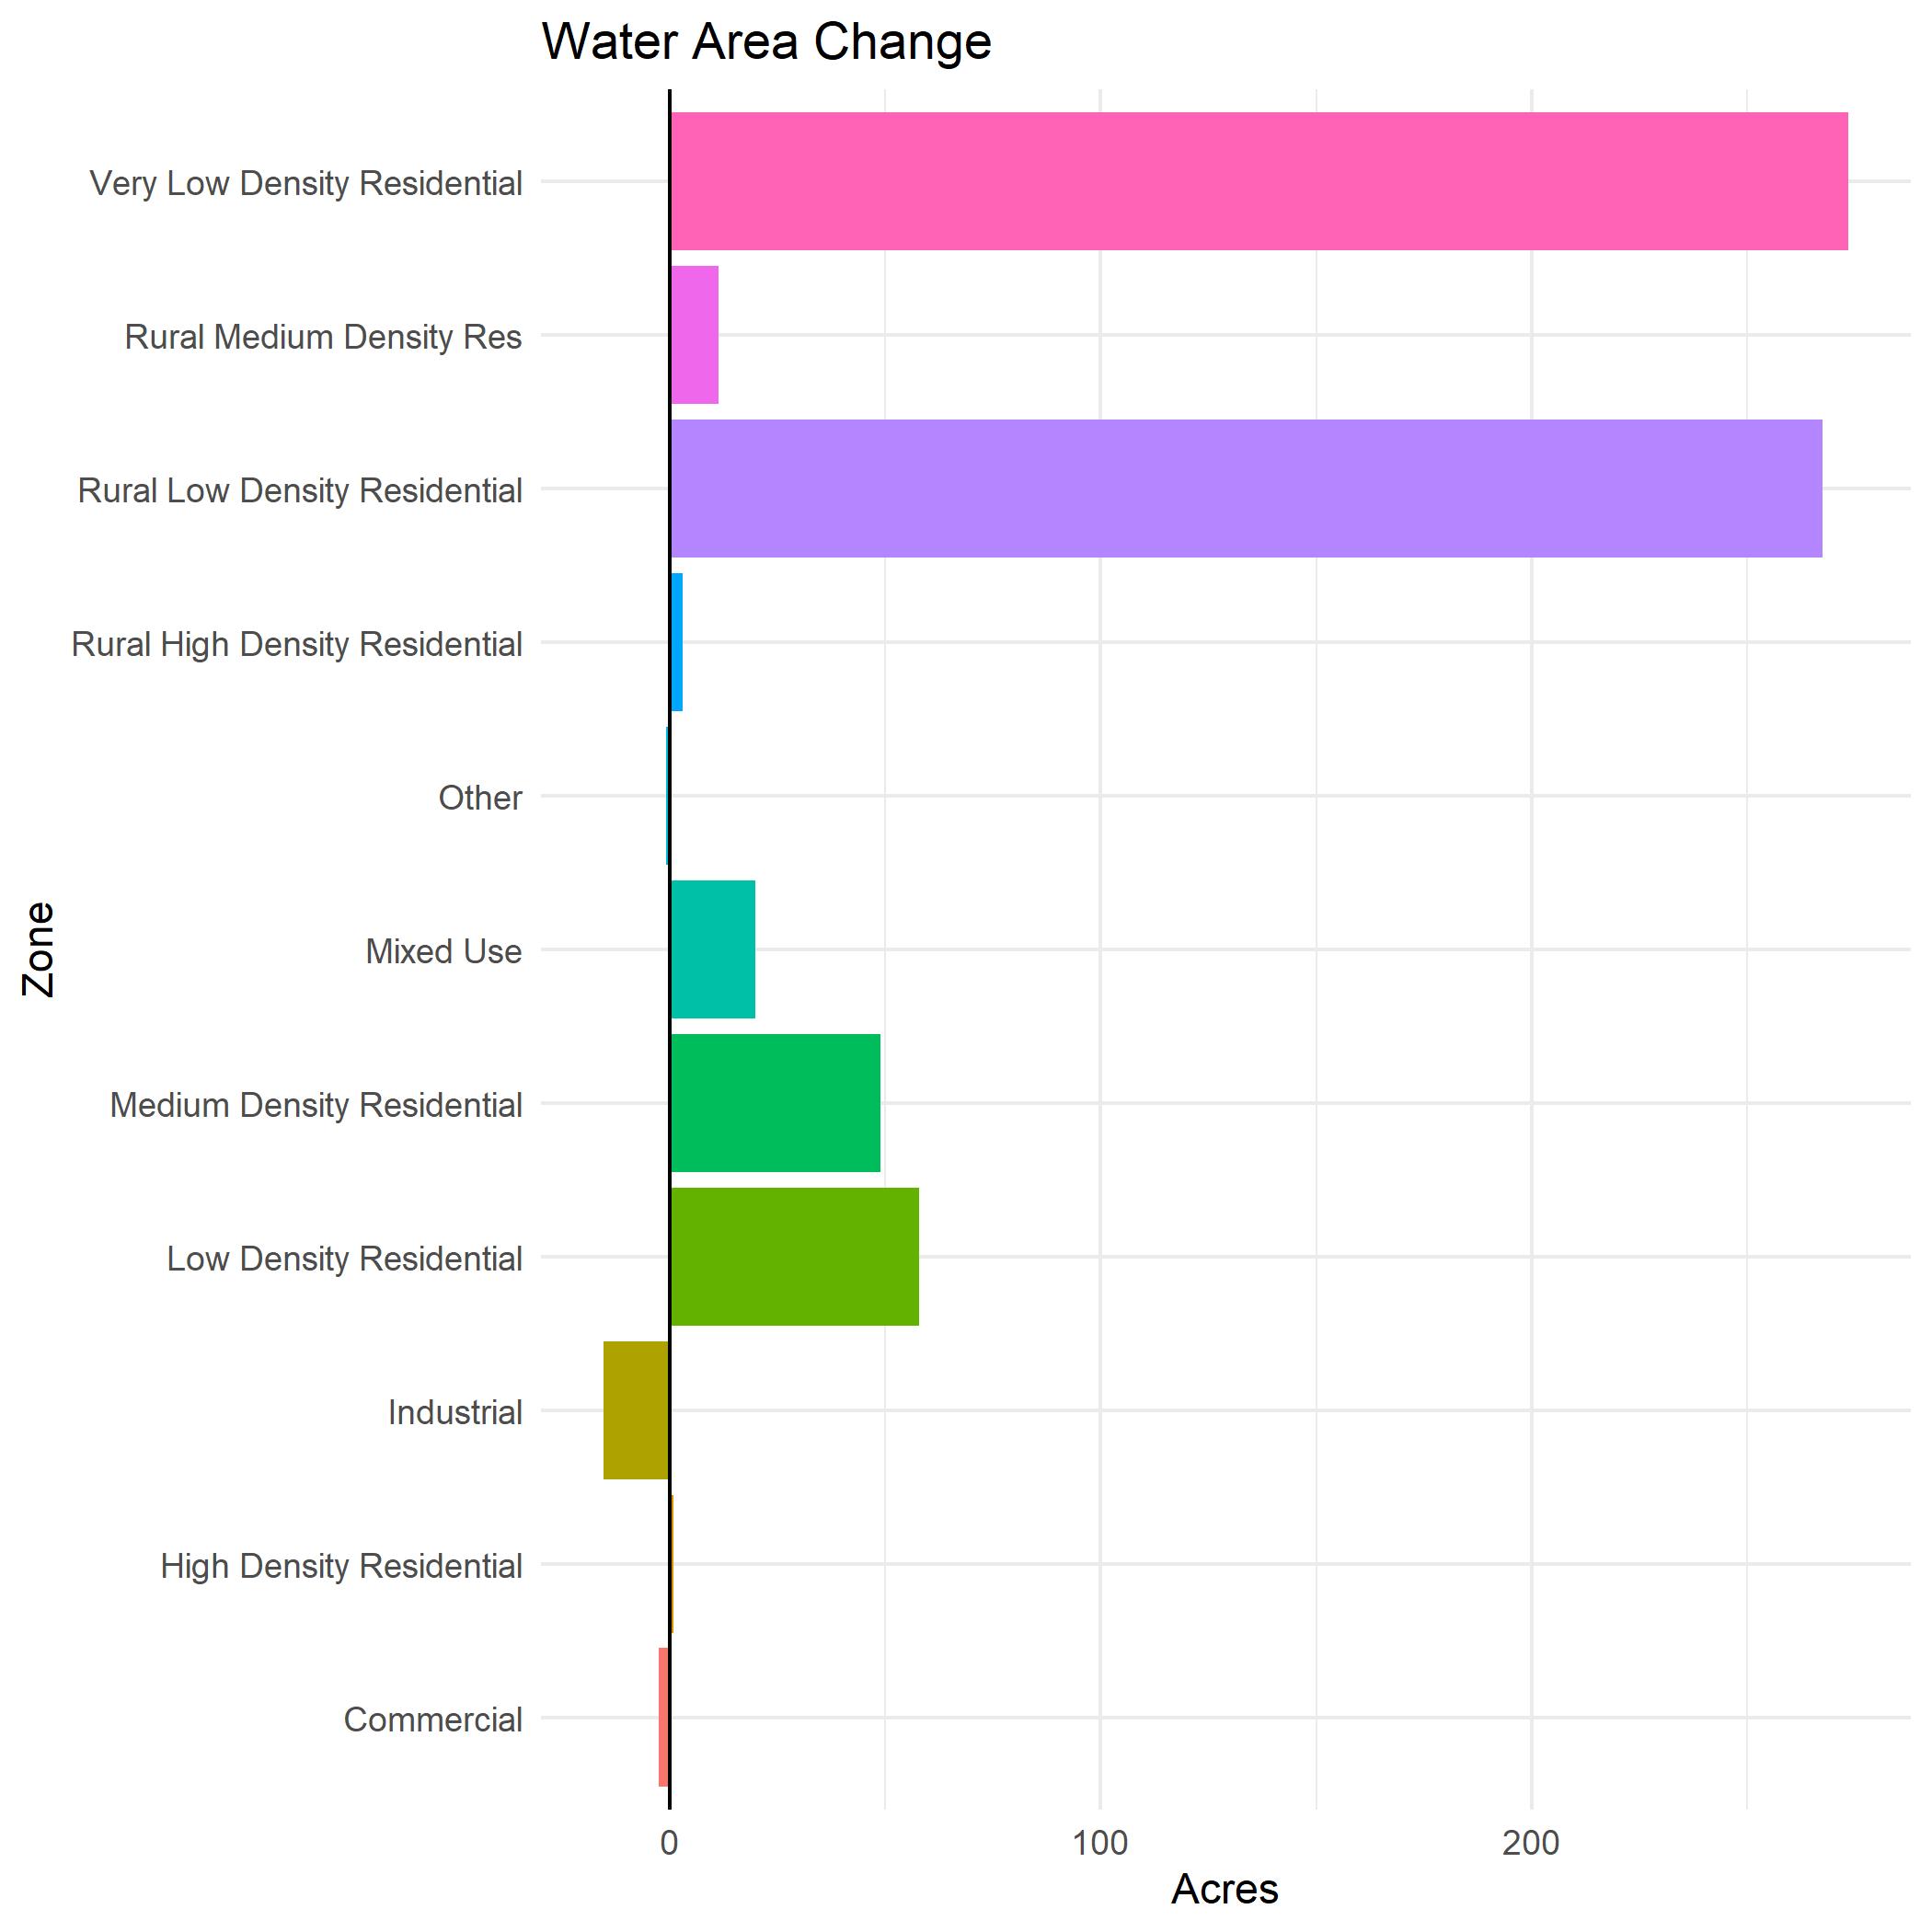 Water Area Change
Zone
Very Low Density Residential
Rural Medium Density Res
Rural Low Density Residential
Rural High Density Residential
Other
Mixed Use
Medium Density Residential
Low Density Residential
Industrial
High Density Residential
Commercial
0 100 200
Acres